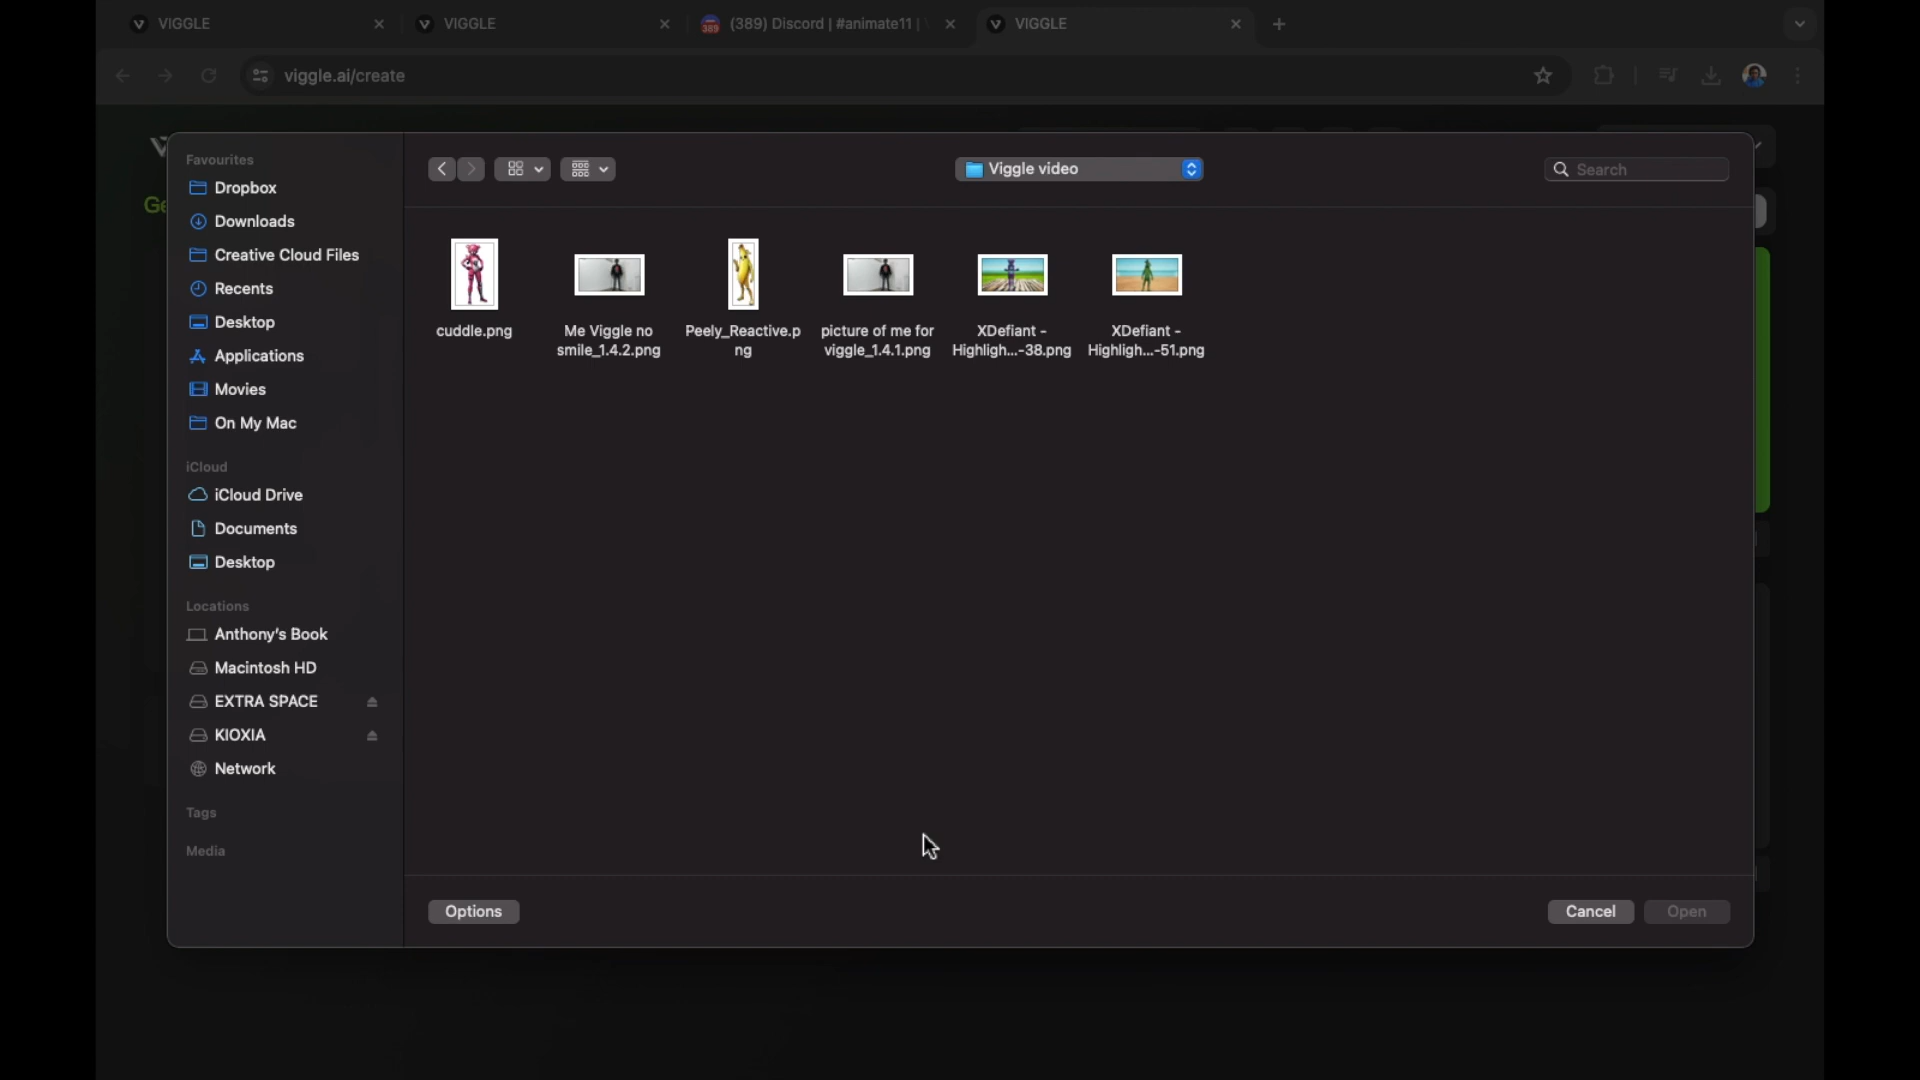 VIGGLE
VIGGLE
389
(389) Discord | #animate11 |
VIGGLE
viggle.ai/create
Ge
Favourites
Dropbox
Downloads
Creative Cloud Files
Recents
Desktop
Applications
Movies
On My Mac
iCloud
iCloud Drive
Documents
Desktop
Locations
Anthony's Book
Macintosh HD
EXTRA SPACE
KIOXIA
Network
Tags
Media
Viggle video
Search
cuddle.png
Me Viggle no
smile_1.4.2.png
Peely_Reactive.p
ng
picture of me for
viggle_1.4.1.png
XDefiant -
Highligh...-38.png
XDefiant -
Highligh...-51.png
Options
Cancel
Open